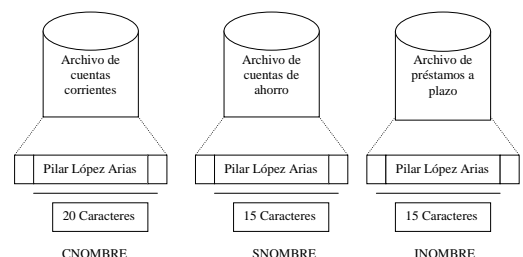 Archivo de
cuentas
corrientes
Archivo de
cuentas de
ahorro
Archivo de
préstamos a
plazo
Pilar López Arias
Pilar López Arias
Pilar López Arias
20 Caracteres
15 Caracteres
15 Caracteres
CNOMBRE
SNOMBRE
INOMBRE